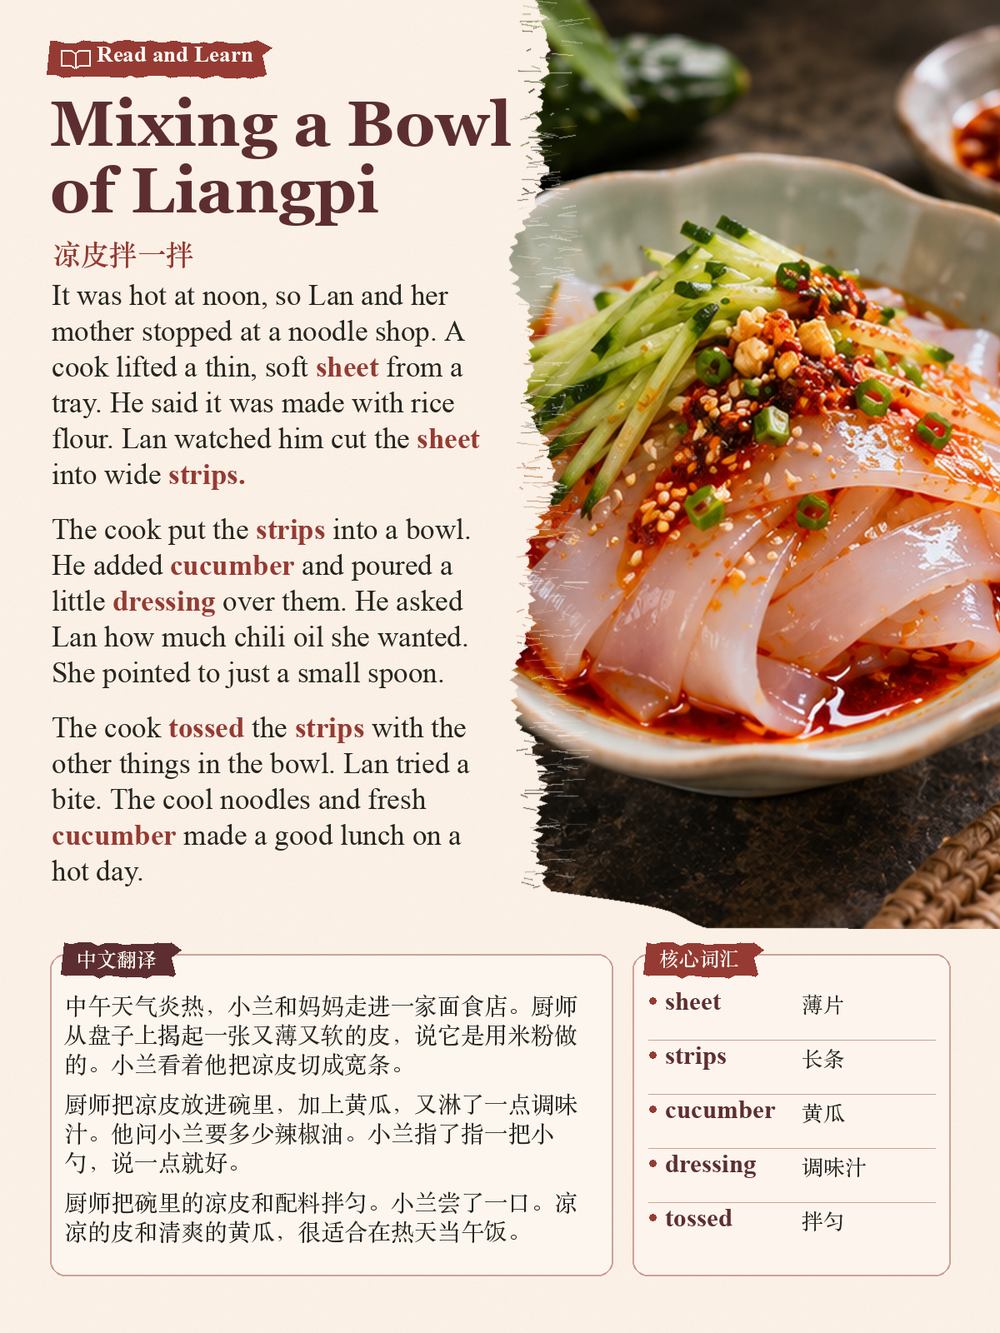 Read and Learn
Mixing a Bowl
of Liangpi
凉皮拌一拌
It was hot at noon, so Lan and her
mother stopped at a noodle shop. A
cook lifted a thin, soft sheet from a
tray. He said it was made with rice
flour. Lan watched him cut the sheet
into wide strips.
The cook put the strips into a bowl.
He added cucumber and poured a
little dressing over them. He asked
Lan how much chili oil she wanted.
She pointed to just a small spoon.
The cook tossed the strips with the
other things in the bowl. Lan tried a
bite. The cool noodles and fresh
cucumber made a good lunch on a
hot day.
中文翻译
中午天气炎热，小兰和妈妈走进一家面食店。厨师
从盘子上揭起一张又薄又软的皮，说它是用米粉做
的。小兰看着他把凉皮切成宽条。
厨师把凉皮放进碗里，加上黄瓜，又淋了一点调味
汁。他问小兰要多少辣椒油。小兰指了指一把小
勺，说一点就好。
厨师把碗里的凉皮和配料拌匀。小兰尝了一口。凉
凉的皮和清爽的黄瓜，很适合在热天当午饭。
核心词汇
• sheet 薄片
• strips 长条
• cucumber 黄瓜
• dressing 调味汁
• tossed 拌匀